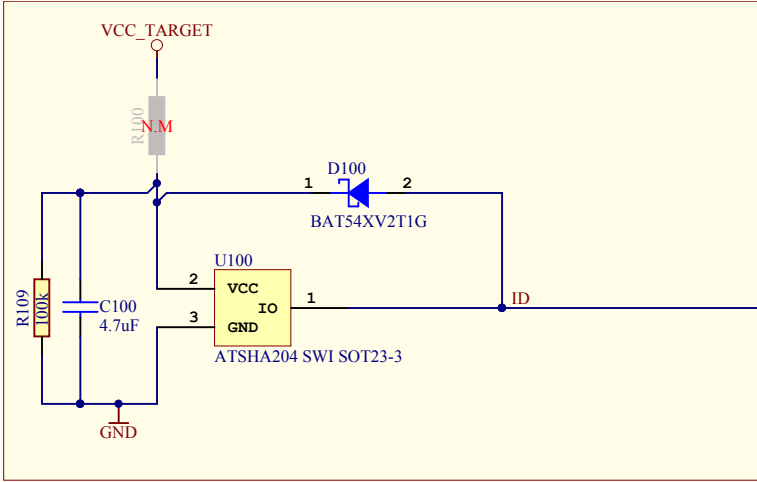 VCC_TARGET
R100
N.M
D100
1
2
BAT54XV2T1G
U100
2
VCC
1
IO
ID
R109
100k
C100
4.7uF
3
GND
ATSHA204 SWI SOT23-3
GND